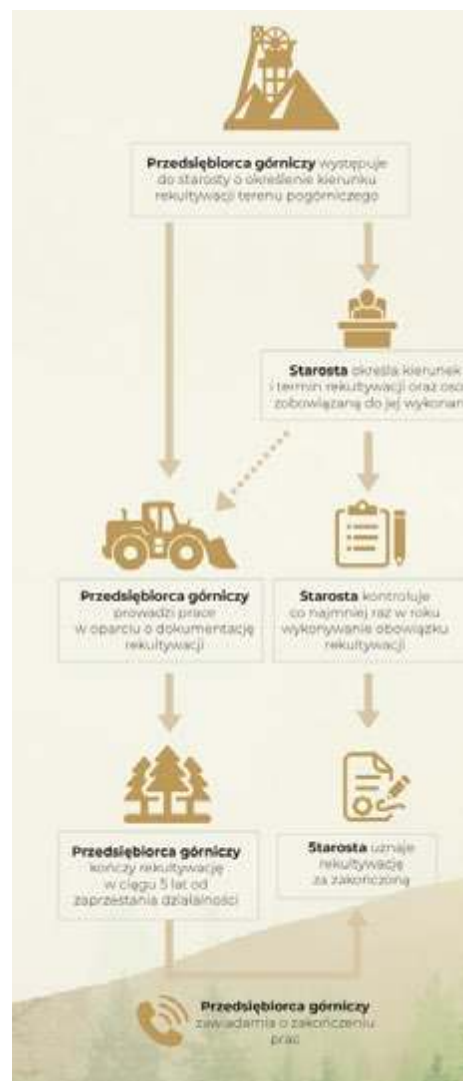 Przedsiębiorca górniczy występuje
do starosty o określenie kierunku
rekultywacji terenu pogórniczego
Starosta określa kierunek
i termin rekultywacji oraz oso
zobowiązaną do jej wykonan
Przedsiębiorca górniczy
prowadzi prace
w oparciu o dokumentację
rekultywacji
Starosta kontroluje
co najmniej raz w roku
wykonywanie obowiązku
rekultywacji
Przedsiębiorca górniczy
kończy rekultywację
w ciągu 5 lat od
zaprzestania działalności
Starosta uznaje
rekultywację
za zakończoną
Przedsiębiorca górniczy
zawiadamia o zakończeniu
prac